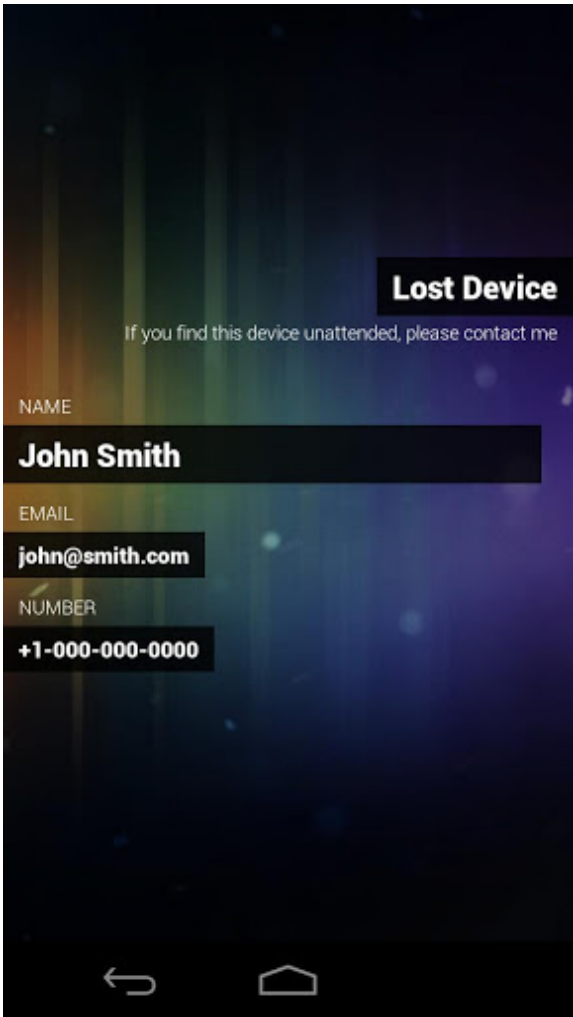 Lost Device
If you find this device unattended, please contact me
NAME
John Smith
EMAIL
john@smith.com
NUMBER
+1-000-000-0000